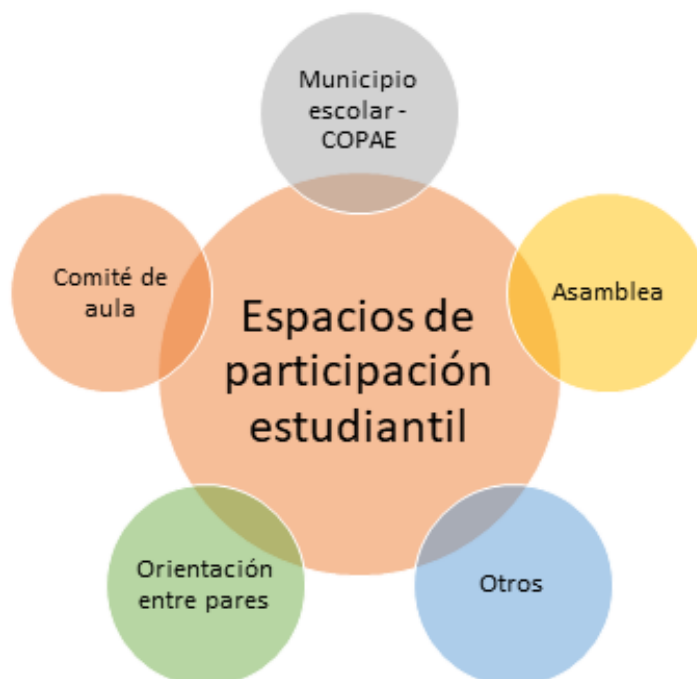 Municipio
escolar -
COPAE
Comité de
aula
Asamblea
Espacios de
participación
estudiantil
Orientación
entre pares
Otros